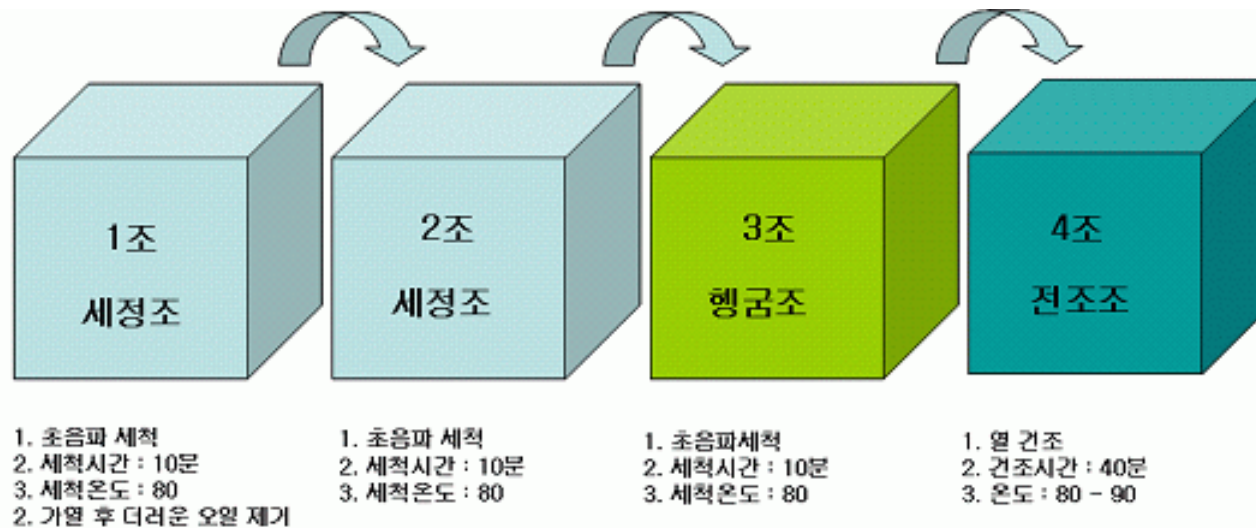 1조
세정조
2조
세정조
3조
헹굼조
4조
전조조
1. 초음파 세척
2. 세척시간 : 10분
3. 세척온도 : 80
2. 가열 후 더러운 오일 제기
1. 초음파 세척
2. 세척시간 : 10분
3. 세척온도 : 80
1. 초음파세척
2. 세척시간 : 10분
3. 세척온도 : 80
1. 열 건조
2. 건조시간 : 40분
3. 온도 : 80 - 90